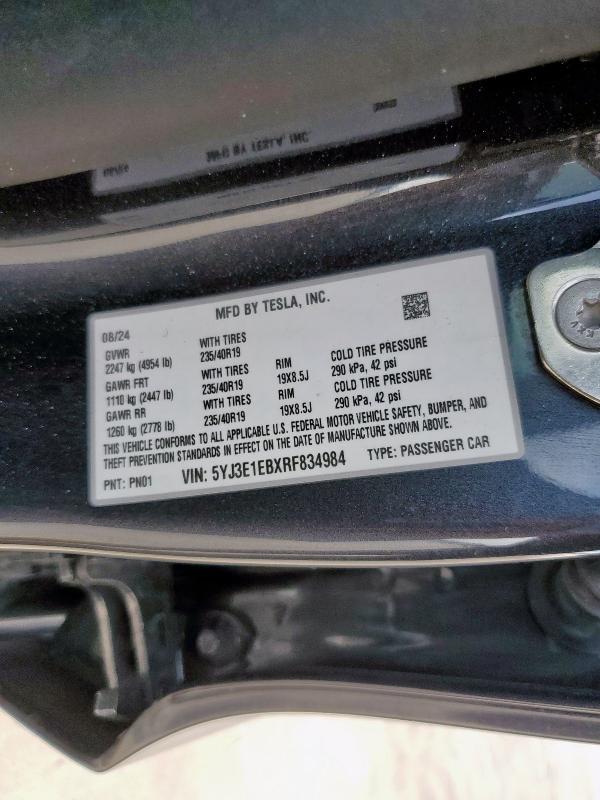 MFD BY TESLA, INC.
08/24
GVWR WITH TIRES
2247 kg (4954 lb) 235/40R19
GAWR FRT WITH TIRES RIM COLD TIRE PRESSURE
1110 kg (2447 lb) 235/40R19 19X8.5J 290 kPa, 42 psi
GAWR RR WITH TIRES RIM COLD TIRE PRESSURE
1260 kg (2778 lb) 235/40R19 19X8.5J 290 kPa, 42 psi
THIS VEHICLE CONFORMS TO ALL APPLICABLE U.S. FEDERAL MOTOR VEHICLE SAFETY, BUMPER, AND
THEFT PREVENTION STANDARDS IN EFFECT ON THE DATE OF MANUFACTURE SHOWN ABOVE.
PNT: PN01 VIN: 5YJ3E1EBXRF834984 TYPE: PASSENGER CAR